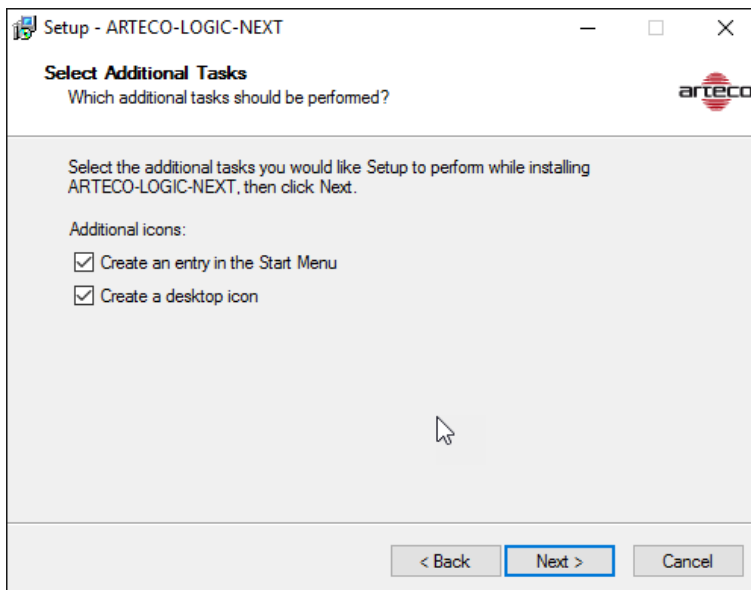 Setup - ARTECO-LOGIC-NEXT
Select Additional Tasks
Which additional tasks should be performed?
arteco
Select the additional tasks you would like Setup to perform while installing
ARTECO-LOGIC-NEXT, then click Next.
Additional icons:
Create an entry in the Start Menu
Create a desktop icon
< Back Next > Cancel